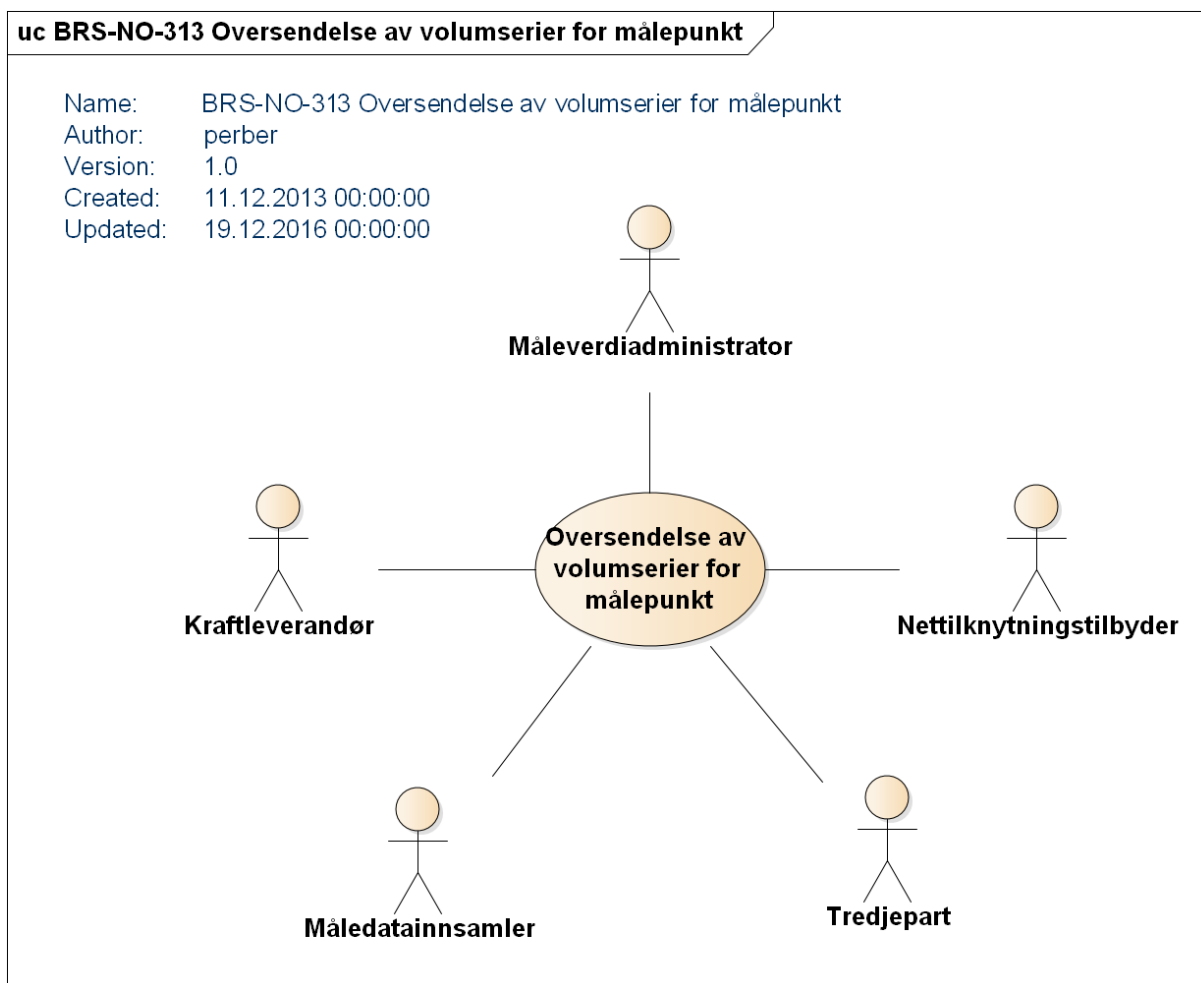 uc BRS-NO-313 Oversendelse av volumserier for målepunkt
Name: BRS-NO-313 Oversendelse av volumserier for målepunkt
Author: perber
Version: 1.0
Created: 11.12.2013 00:00:00
Updated: 19.12.2016 00:00:00
Måleverdiadministrator
Oversendelse av
volumserier for
målepunkt
Kraftleverandør
Nettilknytningstilbyder
Måledatainnsamler
Tredjepart